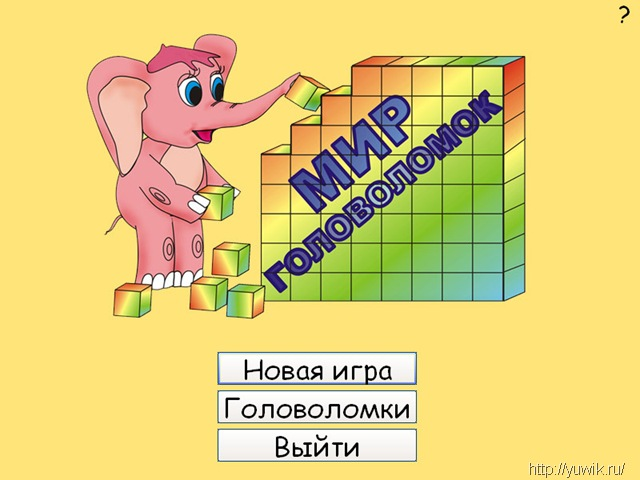 ?
МИР
ГОЛОВОЛОМОК
Новая игра
Головоломки
Выйти
http://yuwik.ru/